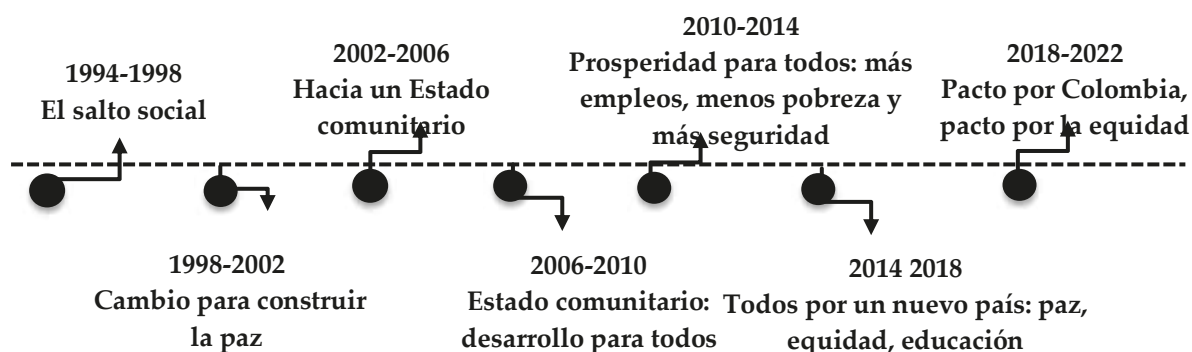 1994-1998
El salto social
1998-2002
Cambio para construir
la paz
2002-2006
Hacia un Estado
comunitario
2006-2010
Estado comunitario:
desarrollo para todos
2010-2014
Prosperidad para todos: más
empleos, menos pobreza y
más seguridad
2014 2018
Todos por un nuevo país: paz,
equidad, educación
2018-2022
Pacto por Colombia,
pacto por la equidad